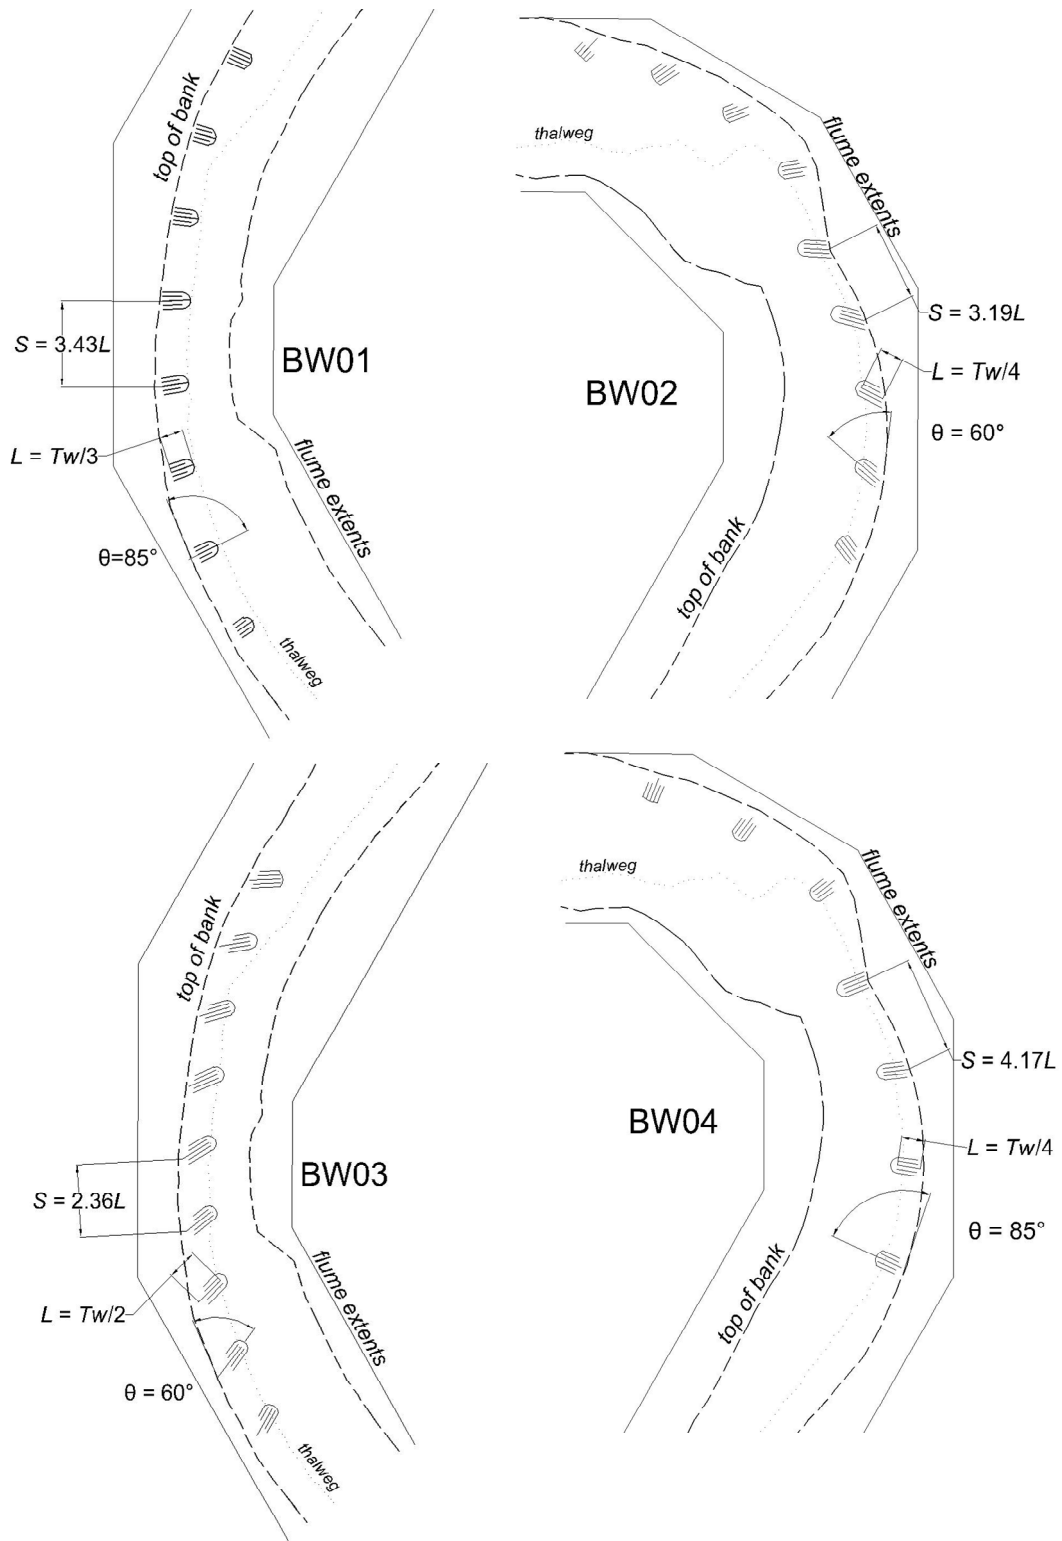 top of bank
S = 3.43L
BW01
L = Tw/3
flume extents
θ=85°
thalweg
thalweg
flume extents
S = 3.19L
BW02
L = Tw/4
θ = 60°
top of bank
top of bank
BW03
S = 2.36L
L = Tw/2
flume extents
θ = 60°
thalweg
thalweg
flume extents
S = 4.17L
BW04
L = Tw/4
θ = 85°
top of bank